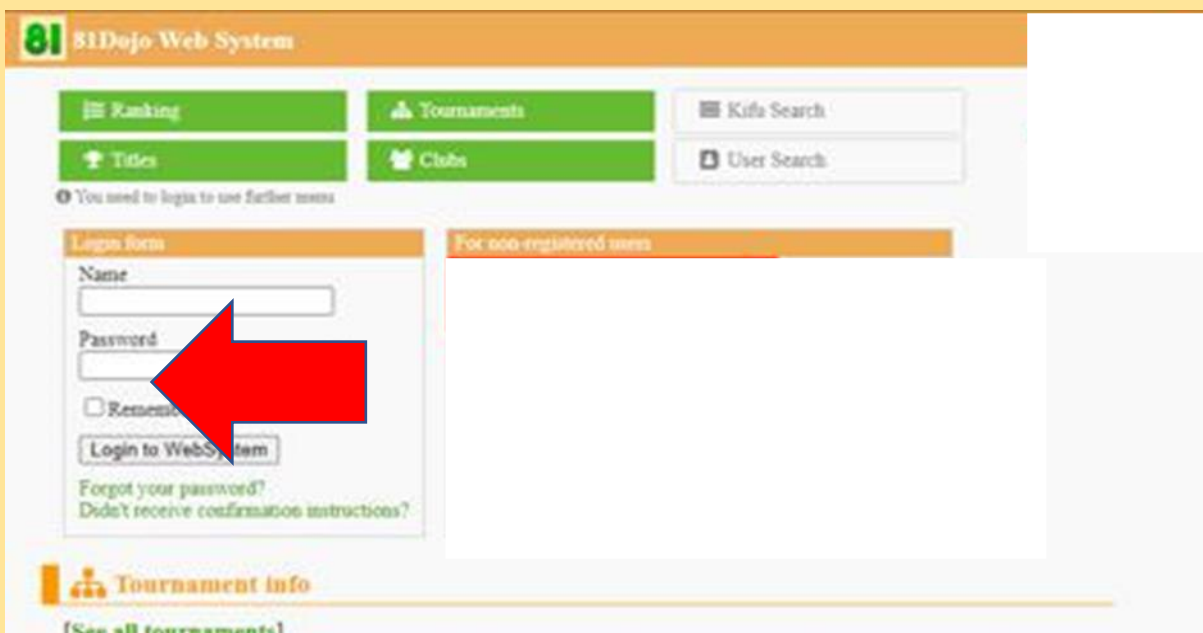 81 81Dojo Web System
Ranking
Tournaments
Kifu Search
Titles
Clubs
User Search
You need to login to use further menu
Login form
For non-registered users
Name
Password
Login to WebSystem
Forgot your password?
Didn't receive confirmation instructions?
Tournament info
[See all tournaments]